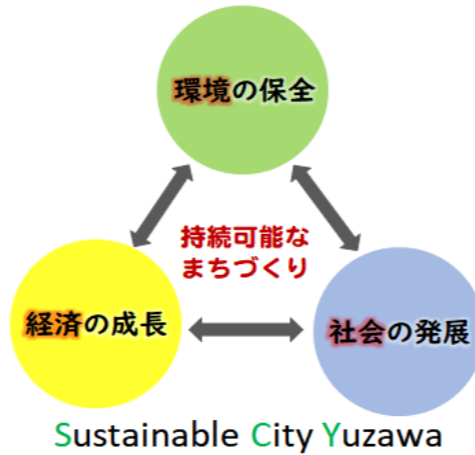 環境の保全
持続可能な
まちづくり
経済の成長
社会の発展
Sustainable City Yuzawa